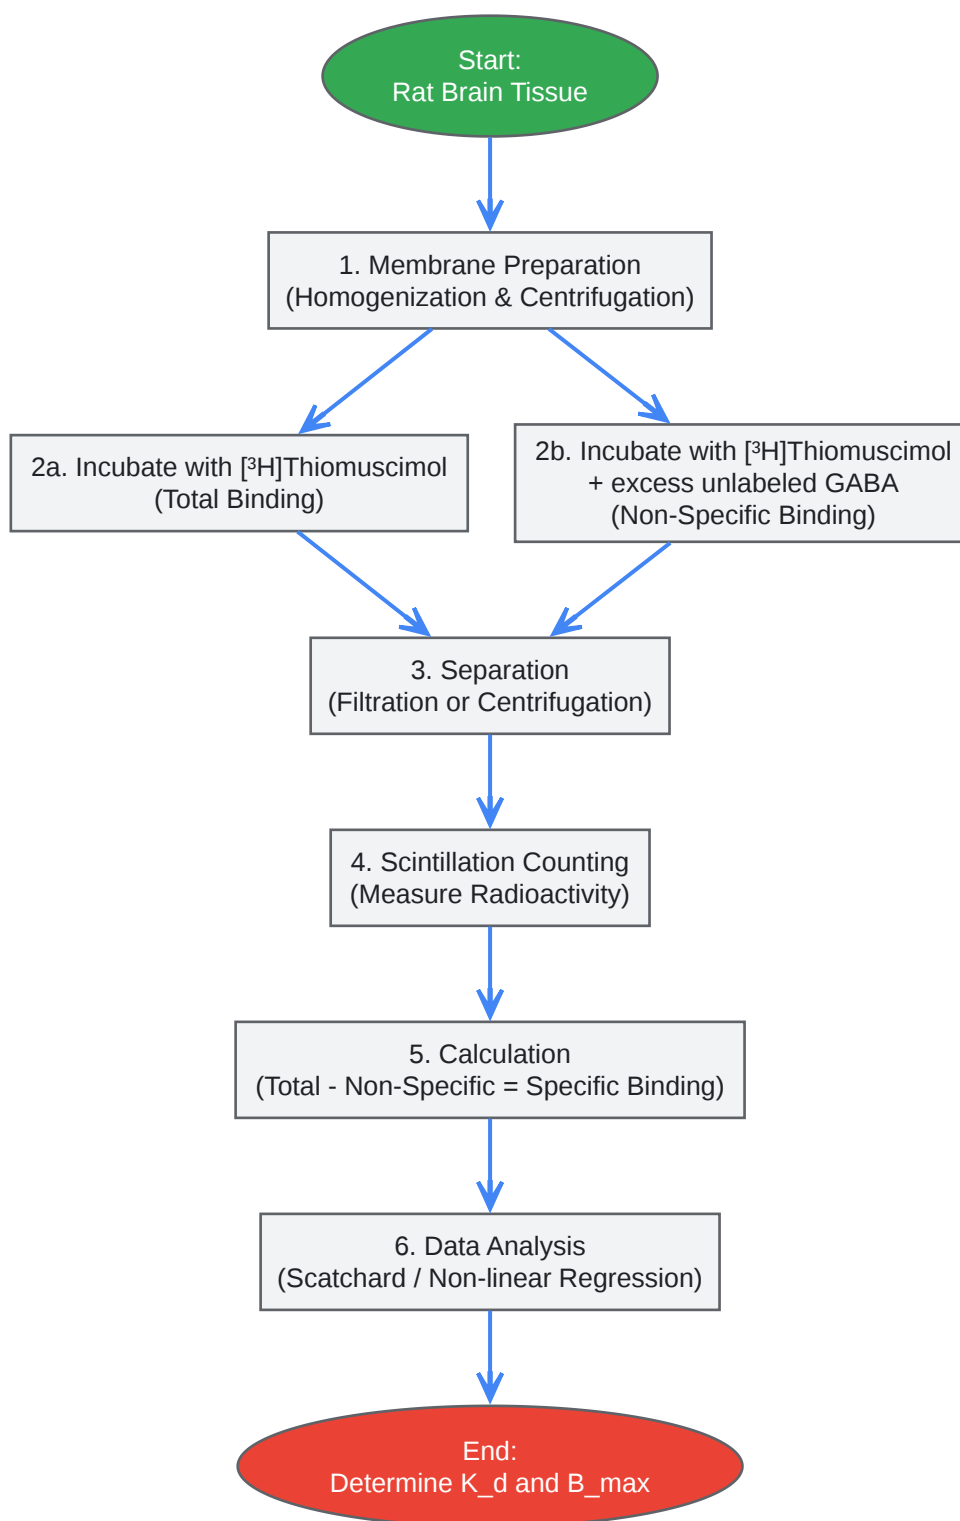 Start:
Rat Brain Tissue
1. Membrane Preparation
(Homogenization & Centrifugation)
2a. Incubate with [³H]Thiomuscimol
(Total Binding)
2b. Incubate with [³H]Thiomuscimol
+ excess unlabeled GABA
(Non-Specific Binding)
3. Separation
(Filtration or Centrifugation)
4. Scintillation Counting
(Measure Radioactivity)
5. Calculation
(Total - Non-Specific = Specific Binding)
6. Data Analysis
(Scatchard / Non-linear Regression)
End:
Determine K_d and B_max